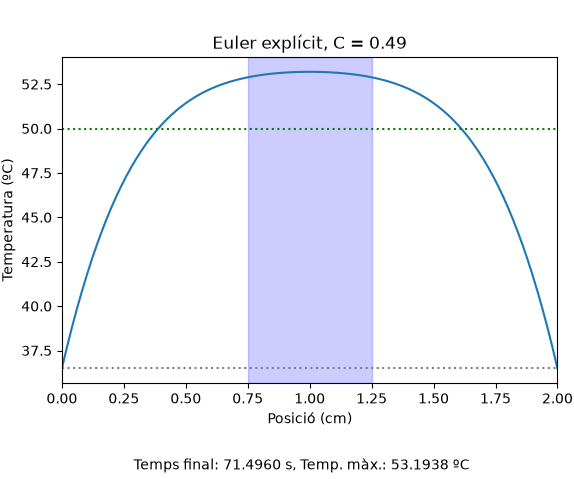 Euler explícit, C = 0.49
Temperatura (ºC)
52.5
50.0
47.5
45.0
42.5
40.0
37.5
0.00 0.25 0.50 0.75 1.00 1.25 1.50 1.75 2.00
Posició (cm)
Temps final: 71.4960 s, Temp. màx.: 53.1938 ºC